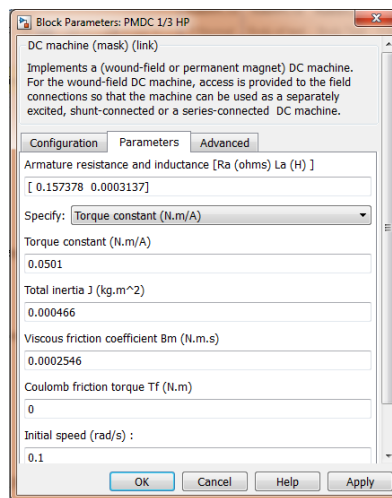 Block Parameters: PMDC 1/3 HP
DC machine (mask) (link)
Implements a (wound-field or permanent magnet) DC machine.
For the wound-field DC machine, access is provided to the field
connections so that the machine can be used as a separately
excited, shunt-connected or a series-connected DC machine.
Configuration Parameters Advanced
Armature resistance and inductance [Ra (ohms) La (H) ]
[ 0.157378 0.0003137]
Specify: Torque constant (N.m/A)
Torque constant (N.m/A)
0.0501
Total inertia J (kg.m^2)
0.000466
Viscous friction coefficient Bm (N.m.s)
0.0002546
Coulomb friction torque Tf (N.m)
0
Initial speed (rad/s) :
0.1
OK Cancel Help Apply